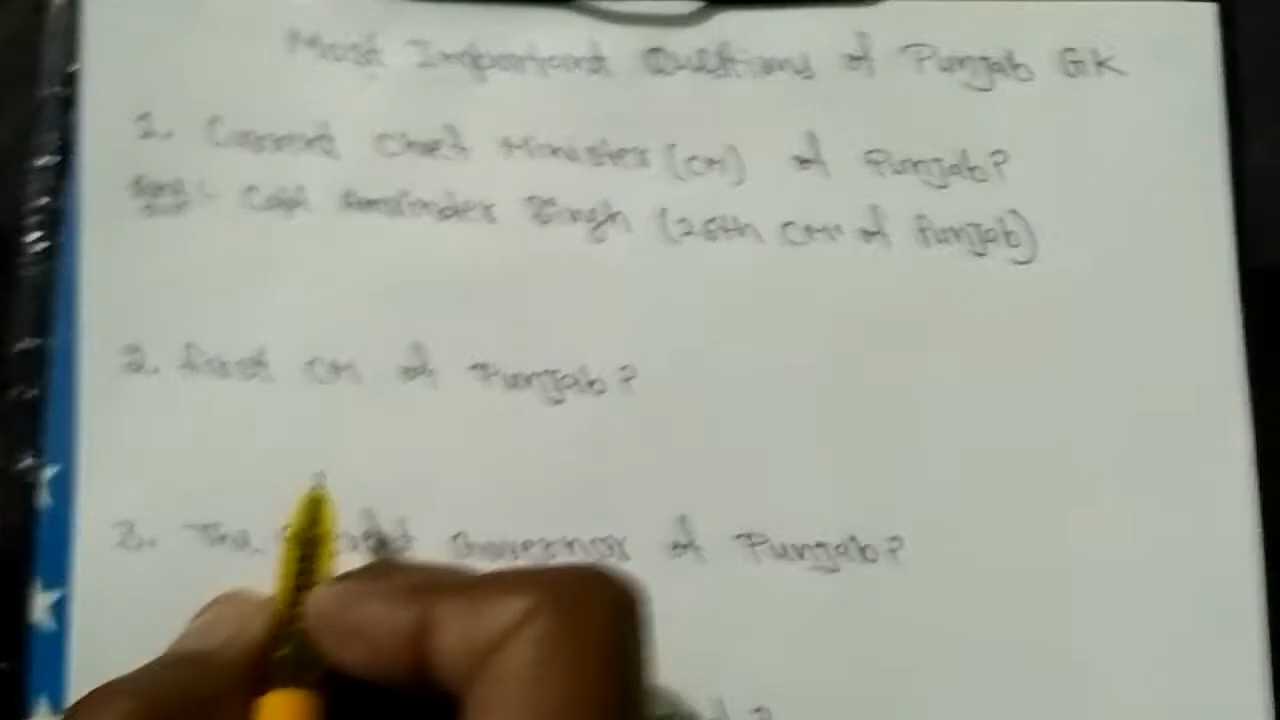 Most Important Questions of Punjab GK
1. Current Chief Minister (CM) of Punjab?
Ans:- Capt Amrinder Singh (26th CM of Punjab)
2. First CM of Punjab?
3. The Governor of Punjab?